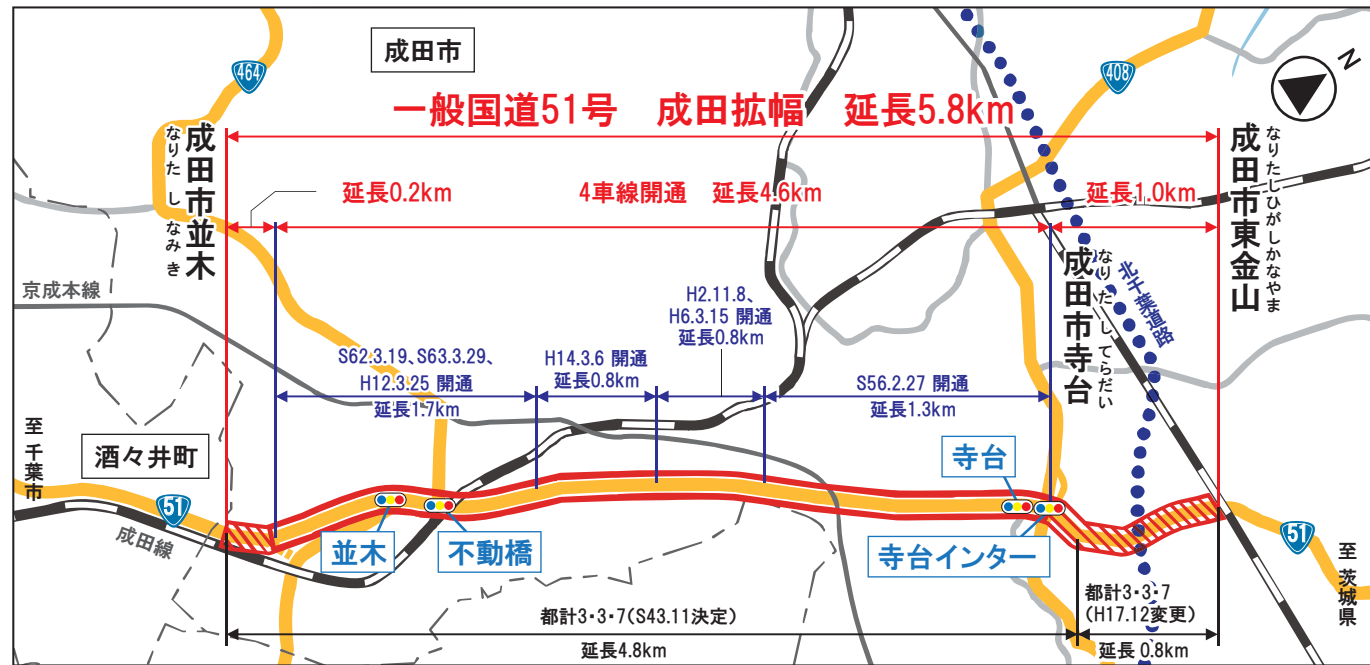 成田市
464
408
N
一般国道51号 成田拡幅 延長5.8km
成田市並木
なりたしなみき
延長0.2km
4車線開通 延長4.6km
延長1.0km
成田市東金山
なりたしひがしかなやま
成田市寺台
なりたしてらだい
北千葉道路
京成本線
S62.3.19、S63.3.29、
H12.3.25 開通
延長1.7km
H14.3.6 開通
延長0.8km
H2.11.8、
H6.3.15 開通
延長0.8km
S56.2.27 開通
延長1.3km
至 千葉市
酒々井町
51
成田線
並木
不動橋
寺台
寺台インター
51
至 茨城県
都計3・3・7(S43.11決定)
延長4.8km
都計3・3・7
(H17.12変更)
延長 0.8km